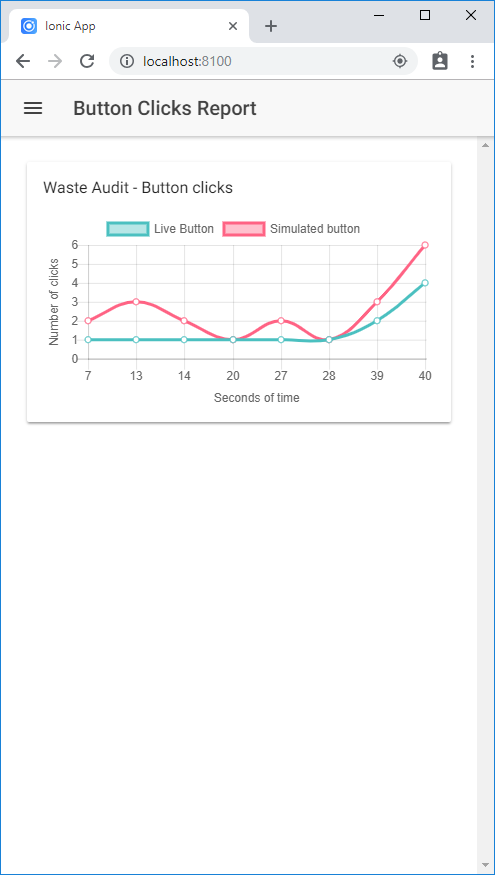 Ionic App
localhost:8100
Button Clicks Report
Waste Audit - Button clicks
Live Button Simulated button
6
5
4
3
2
1
0
Number of clicks
7 13 14 20 27 28 39 40
Seconds of time